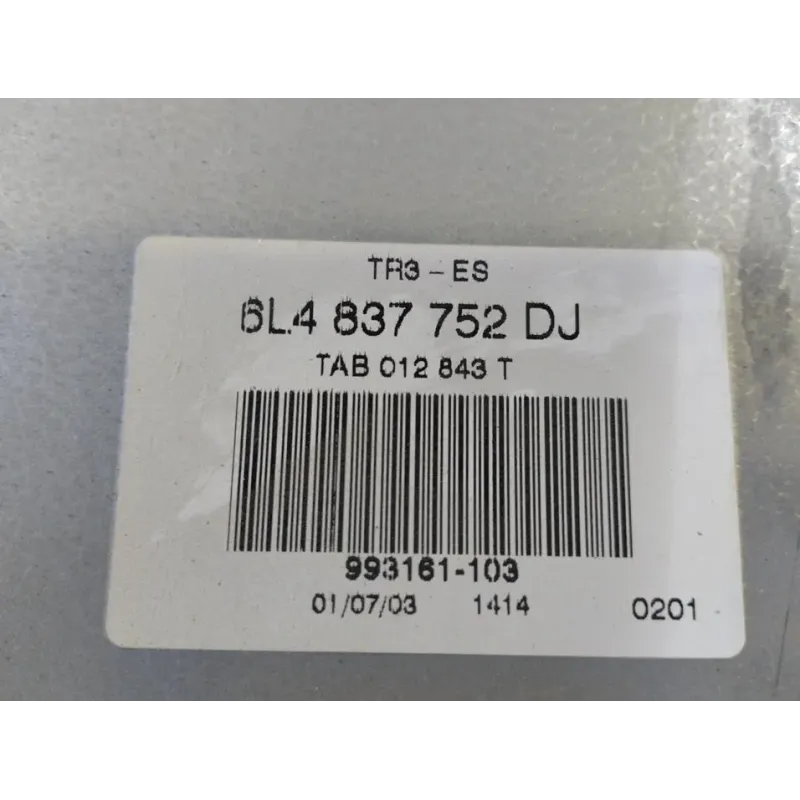 TR3 - ES
6L4 837 752 DJ
TAB 012 843 T
993161-103
01/07/03 1414 0201